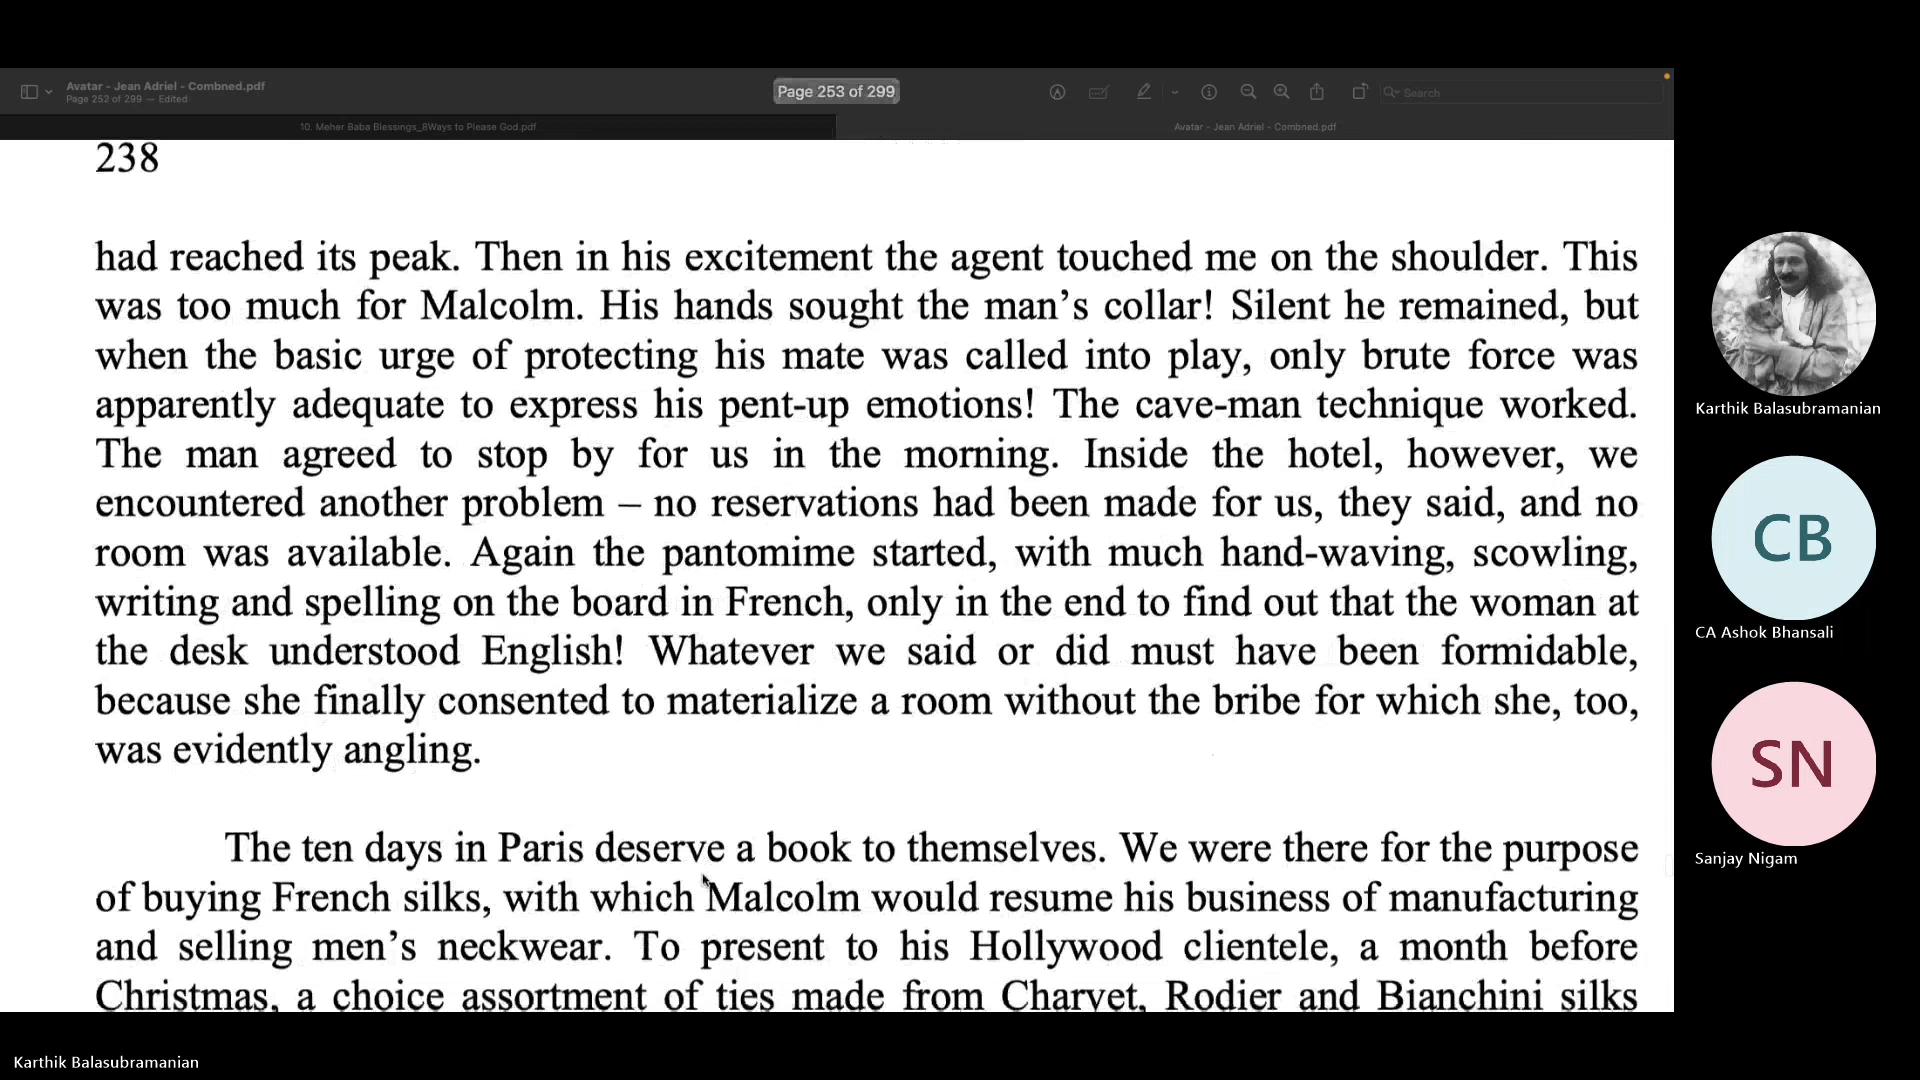 Avatar - Jean Adriel - Combned.pdf
Page 252 of 299 — Edited
Page 253 of 299
Search
10. Meher Baba Blessings_8Ways to Please God.pdf
Avatar - Jean Adriel - Combned.pdf
238
had reached its peak. Then in his excitement the agent touched me on the shoulder. This
was too much for Malcolm. His hands sought the man's collar! Silent he remained, but
when the basic urge of protecting his mate was called into play, only brute force was
apparently adequate to express his pent-up emotions! The cave-man technique worked.
The man agreed to stop by for us in the morning. Inside the hotel, however, we
encountered another problem – no reservations had been made for us, they said, and no
room was available. Again the pantomime started, with much hand-waving, scowling,
writing and spelling on the board in French, only in the end to find out that the woman at
the desk understood English! Whatever we said or did must have been formidable,
because she finally consented to materialize a room without the bribe for which she, too,
was evidently angling.
The ten days in Paris deserve a book to themselves. We were there for the purpose
of buying French silks, with which Malcolm would resume his business of manufacturing
and selling men's neckwear. To present to his Hollywood clientele, a month before
Christmas, a choice assortment of ties made from Charvet, Rodier and Bianchini silks
Karthik Balasubramanian
CB
CA Ashok Bhansali
SN
Sanjay Nigam
Karthik Balasubramanian